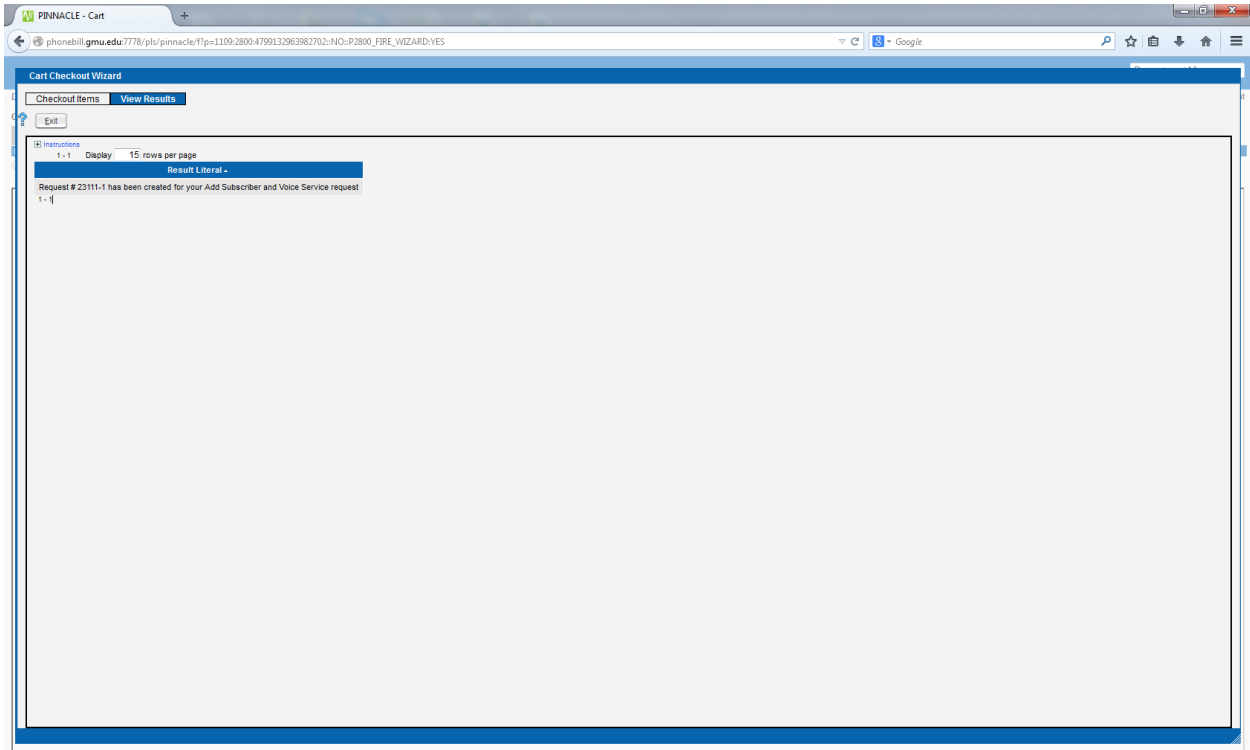 PINNACLE - Cart
phonebill.gmu.edu:7778/pls/pinnacle/f?p=1109:2800:4799132963982702::NO::P2800_FIRE_WIZARD:YES
8 Google
Cart Checkout Wizard
Checkout Items View Results
? Exit
Instructions
1 - 1 Display 15 rows per page
Result Literal
Request # 23111-1 has been created for your Add Subscriber and Voice Service request
1 - 1